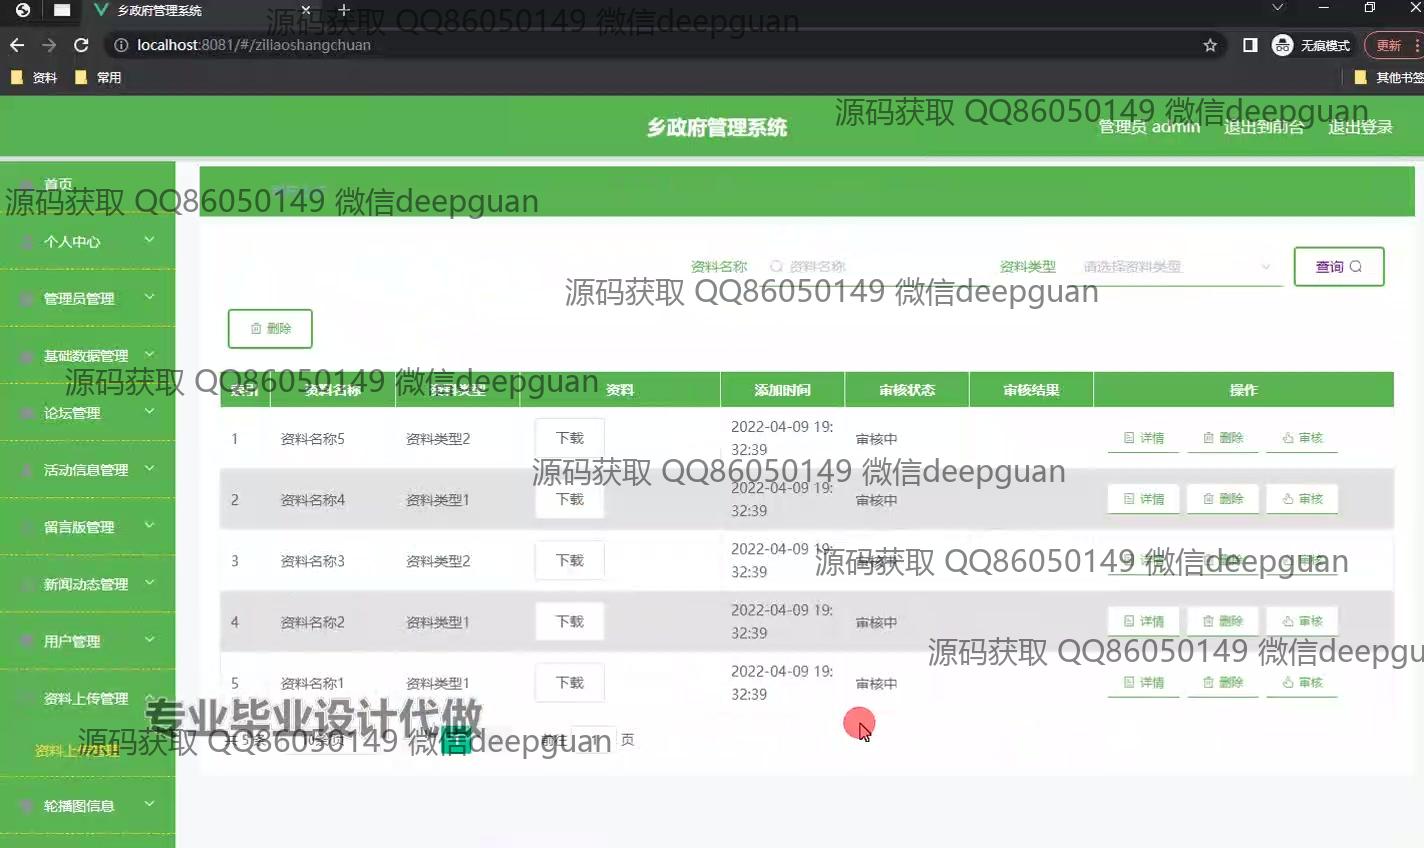 乡政府管理系统
localhost:8081/#/ziliaoshangchuan
无痕模式
更新
资料
常用
其他书签
源码获取 QQ86050149 微信deepguan
乡政府管理系统
源码获取 QQ86050149 微信deepguan
管理员 admin
退出到前台
退出登录
首页
源码获取 QQ86050149 微信deepguan
个人中心
管理员管理
基础数据管理
论坛管理
活动信息管理
留言版管理
新闻动态管理
用户管理
资料上传管理
资料上传管理
轮播图信息
资料名称
资料名称
资料类型
请选择资料类型
查询
源码获取 QQ86050149 微信deepguan
删除
源码获取 QQ86050149 微信deepguan
索引 资料名称 资料类型 资料 添加时间 审核状态 审核结果 操作
1 资料名称5 资料类型2 下载 2022-04-09 19:32:39 审核中 详情 删除 审核
源码获取 QQ86050149 微信deepguan
2 资料名称4 资料类型1 下载 2022-04-09 19:32:39 审核中 详情 删除 审核
3 资料名称3 资料类型2 下载 2022-04-09 19:32:39 审核中 详情 删除 审核
源码获取 QQ86050149 微信deepguan
4 资料名称2 资料类型1 下载 2022-04-09 19:32:39 审核中 详情 删除 审核
源码获取 QQ86050149 微信deepgu
5 资料名称1 资料类型1 下载 2022-04-09 19:32:39 审核中 详情 删除 审核
专业毕业设计代做
共 5 条 10条/页 1 前往 1 页
源码获取 QQ86050149 微信deepguan